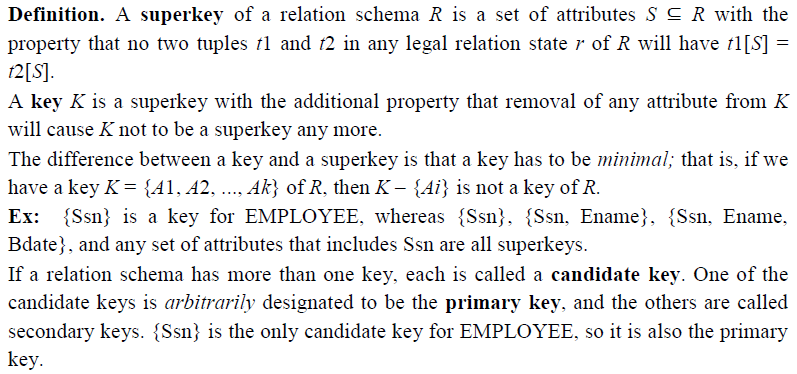 Definition. A superkey of a relation schema R is a set of attributes S ⊆ R with the
property that no two tuples t1 and t2 in any legal relation state r of R will have t1[S] =
t2[S].
A key K is a superkey with the additional property that removal of any attribute from K
will cause K not to be a superkey any more.
The difference between a key and a superkey is that a key has to be minimal; that is, if we
have a key K = {A1, A2, ..., Ak} of R, then K – {Ai} is not a key of R.
Ex: {Ssn} is a key for EMPLOYEE, whereas {Ssn}, {Ssn, Ename}, {Ssn, Ename,
Bdate}, and any set of attributes that includes Ssn are all superkeys.
If a relation schema has more than one key, each is called a candidate key. One of the
candidate keys is arbitrarily designated to be the primary key, and the others are called
secondary keys. {Ssn} is the only candidate key for EMPLOYEE, so it is also the primary
key.